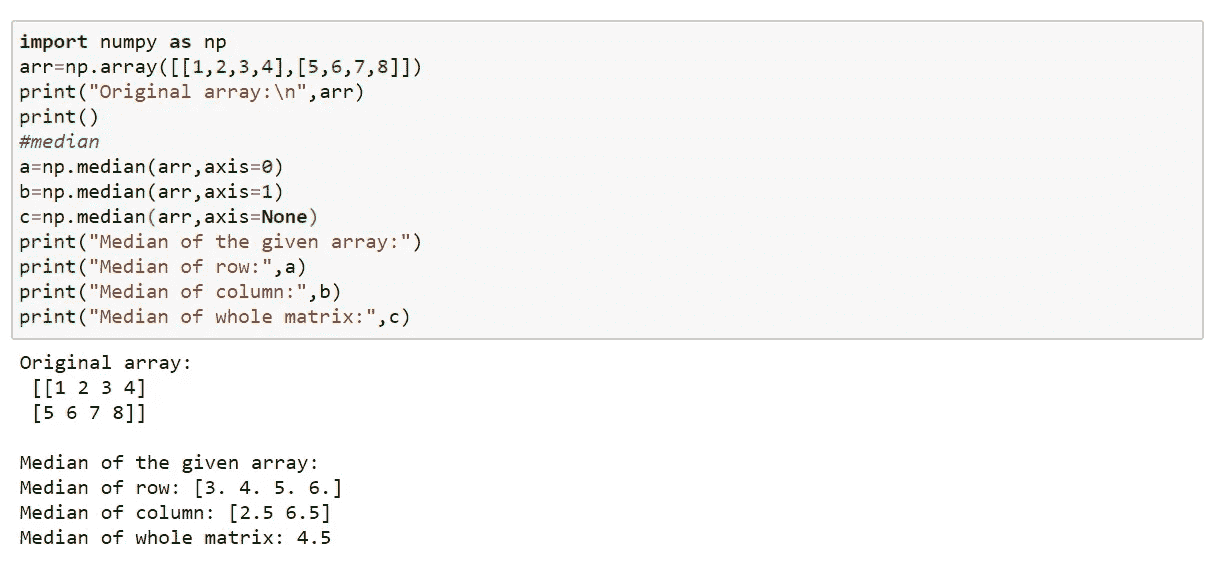 import numpy as np
arr=np.array([[1,2,3,4],[5,6,7,8]])
print("Original array:\n",arr)
print()
#median
a=np.median(arr,axis=0)
b=np.median(arr,axis=1)
c=np.median(arr,axis=None)
print("Median of the given array:")
print("Median of row:",a)
print("Median of column:",b)
print("Median of whole matrix:",c)
Original array:
 [[1 2 3 4]
 [5 6 7 8]]
Median of the given array:
Median of row: [3. 4. 5. 6.]
Median of column: [2.5 6.5]
Median of whole matrix: 4.5